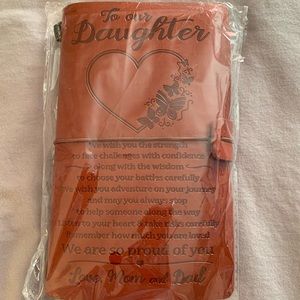 To our
Daughter
We wish you the strength
to face challenges with confidence
along with the wisdom
to choose your battles carefully
We wish you adventure on your journey
and may you always stop
to help someone along the way
Listen to your heart & take risks carefully
Remember how much you are loved
We are so proud of you
Love, Mom and Dad